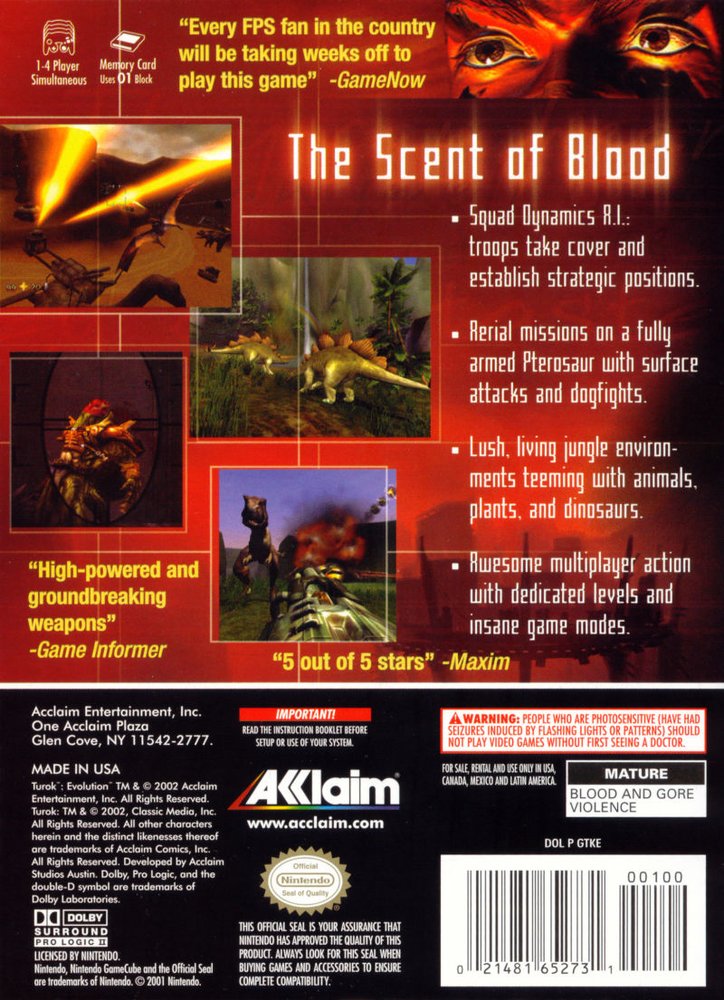 1-4 Player
Simultaneous
Memory Card
Uses 01 Block
“Every FPS fan in the country
will be taking weeks off to
play this game” -GameNow
The Scent of Blood
▪ Squad Dynamics A.I.:
troops take cover and
establish strategic positions.
▪ Aerial missions on a fully
armed Pterosaur with surface
attacks and dogfights.
▪ Lush, living jungle environ-
ments teeming with animals,
plants, and dinosaurs.
▪ Awesome multiplayer action
with dedicated levels and
insane game modes.
“High-powered and
groundbreaking
weapons”
-Game Informer
“5 out of 5 stars” -Maxim
Acclaim Entertainment, Inc.
One Acclaim Plaza
Glen Cove, NY 11542-2777.
MADE IN USA
Turok™: Evolution™ TM & © 2002 Acclaim
Entertainment, Inc. All Rights Reserved.
Turok: TM & © 2002, Classic Media, Inc.
All Rights Reserved. All other characters
herein and the distinct likenesses thereof
are trademarks of Acclaim Comics, Inc.
All Rights Reserved. Developed by Acclaim
Studios Austin. Dolby, Pro Logic, and the
double-D symbol are trademarks of
Dolby Laboratories.
DOLBY
SURROUND
PRO LOGIC II
LICENSED BY NINTENDO.
Nintendo, Nintendo GameCube and the Official Seal
are trademarks of Nintendo. © 2001 Nintendo.
IMPORTANT!
READ THE INSTRUCTION BOOKLET BEFORE
SETUP OR USE OF YOUR SYSTEM.
AKKlaim®
www.acclaim.com
Official
Nintendo
Seal of Quality
THIS OFFICIAL SEAL IS YOUR ASSURANCE THAT
NINTENDO HAS APPROVED THE QUALITY OF THIS
PRODUCT. ALWAYS LOOK FOR THIS SEAL WHEN
BUYING GAMES AND ACCESSORIES TO ENSURE
COMPLETE COMPATIBILITY.
WARNING: PEOPLE WHO ARE PHOTOSENSITIVE (HAVE HAD
SEIZURES INDUCED BY FLASHING LIGHTS OR PATTERNS) SHOULD
NOT PLAY VIDEO GAMES WITHOUT FIRST SEEING A DOCTOR.
FOR SALE, RENTAL AND USE ONLY IN USA,
CANADA, MEXICO AND LATIN AMERICA.
MATURE
BLOOD AND GORE
VIOLENCE
DOL P GTKE
00100
0 21481 65273 1